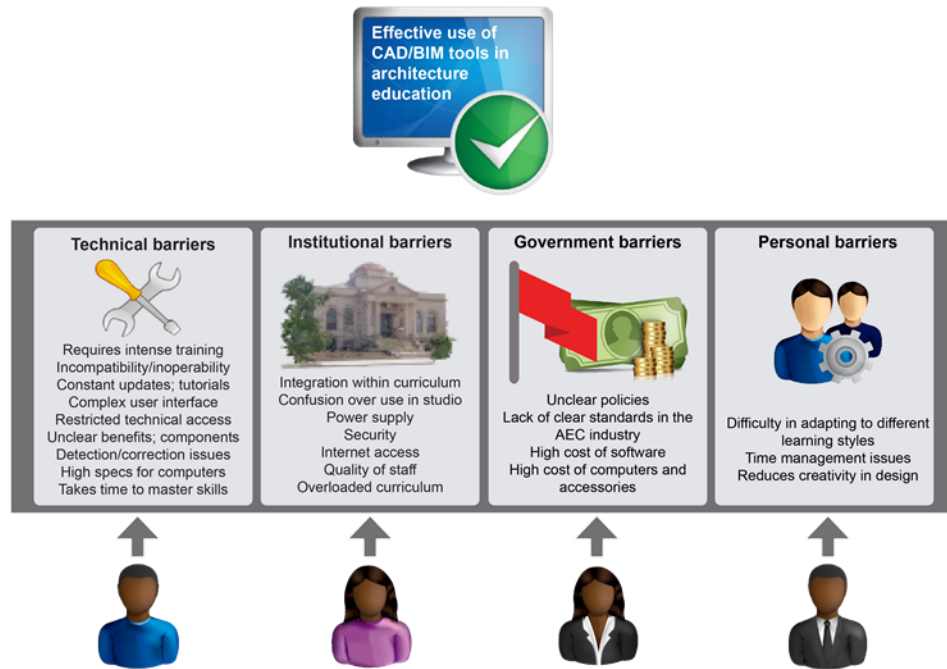 Effective use of
CAD/BIM tools in
architecture
education
Technical barriers
Requires intense training
Incompatibility/inoperability
Constant updates; tutorials
Complex user interface
Restricted technical access
Unclear benefits; components
Detection/correction issues
High specs for computers
Takes time to master skills
Institutional barriers
Integration within curriculum
Confusion over use in studio
Power supply
Security
Internet access
Quality of staff
Overloaded curriculum
Government barriers
Unclear policies
Lack of clear standards in the
AEC industry
High cost of software
High cost of computers and
accessories
Personal barriers
Difficulty in adapting to different
learning styles
Time management issues
Reduces creativity in design